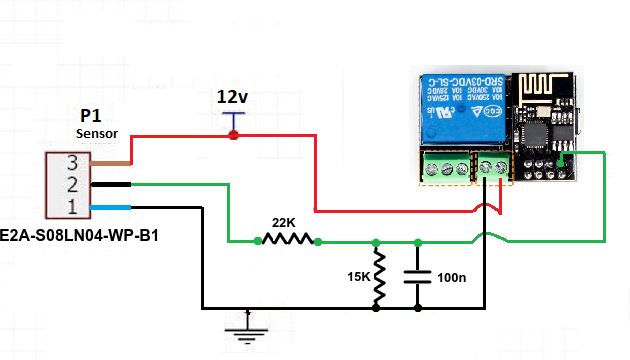 12v
P1
Sensor
3
2
1
E2A-S08LN04-WP-B1
22K
15K
100n
SRD-03VDC-SL-C
10A 250VAC 10A 125VAC
10A 30VDC 10A 28VDC